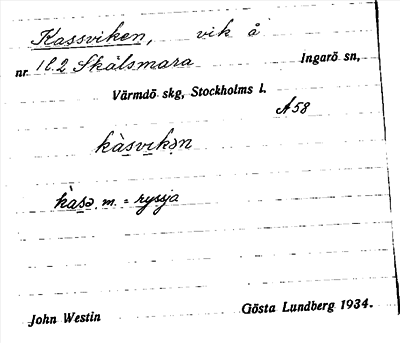 Kassviken, vik å
nr 1 l. 2 Skälsmara Ingarö sn,
Värmdö skg, Stockholms l.
A 58
kàsvikən
kàsə m. = ryssja
John Westin Gösta Lundberg 1934.